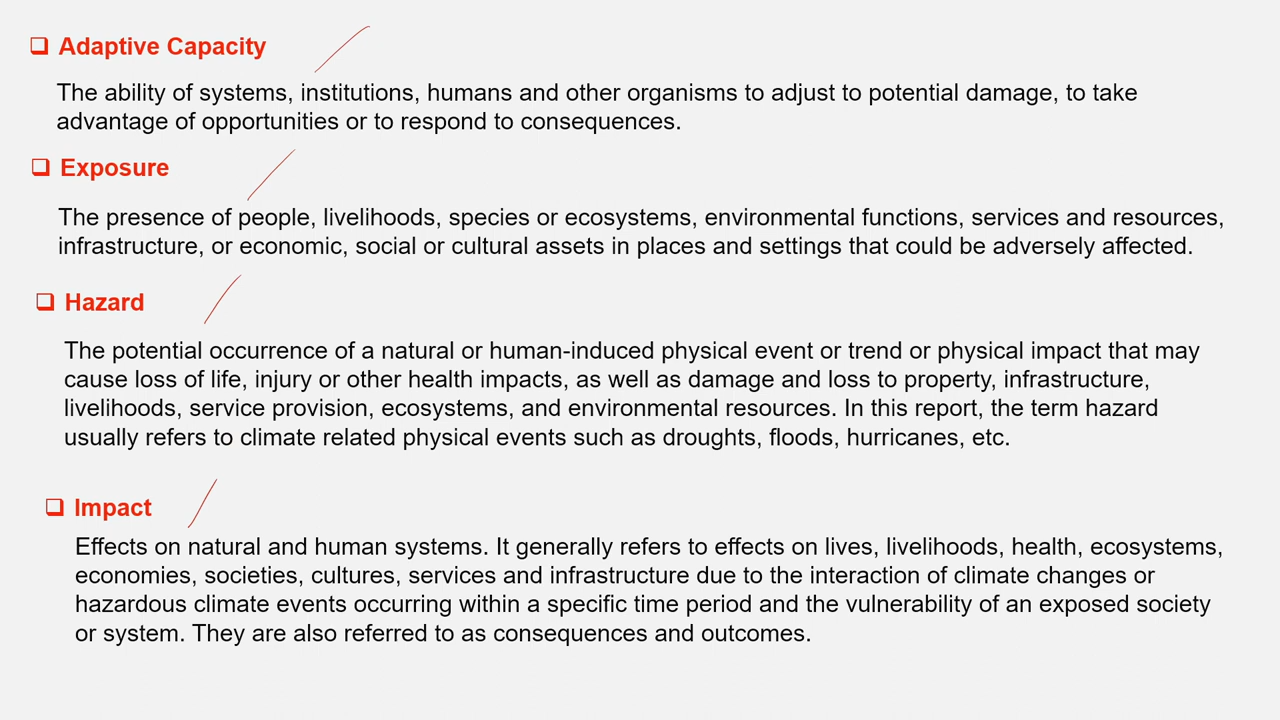 Adaptive Capacity
The ability of systems, institutions, humans and other organisms to adjust to potential damage, to take
advantage of opportunities or to respond to consequences.
Exposure
The presence of people, livelihoods, species or ecosystems, environmental functions, services and resources,
infrastructure, or economic, social or cultural assets in places and settings that could be adversely affected.
Hazard
The potential occurrence of a natural or human-induced physical event or trend or physical impact that may
cause loss of life, injury or other health impacts, as well as damage and loss to property, infrastructure,
livelihoods, service provision, ecosystems, and environmental resources. In this report, the term hazard
usually refers to climate related physical events such as droughts, floods, hurricanes, etc.
Impact
Effects on natural and human systems. It generally refers to effects on lives, livelihoods, health, ecosystems,
economies, societies, cultures, services and infrastructure due to the interaction of climate changes or
hazardous climate events occurring within a specific time period and the vulnerability of an exposed society
or system. They are also referred to as consequences and outcomes.